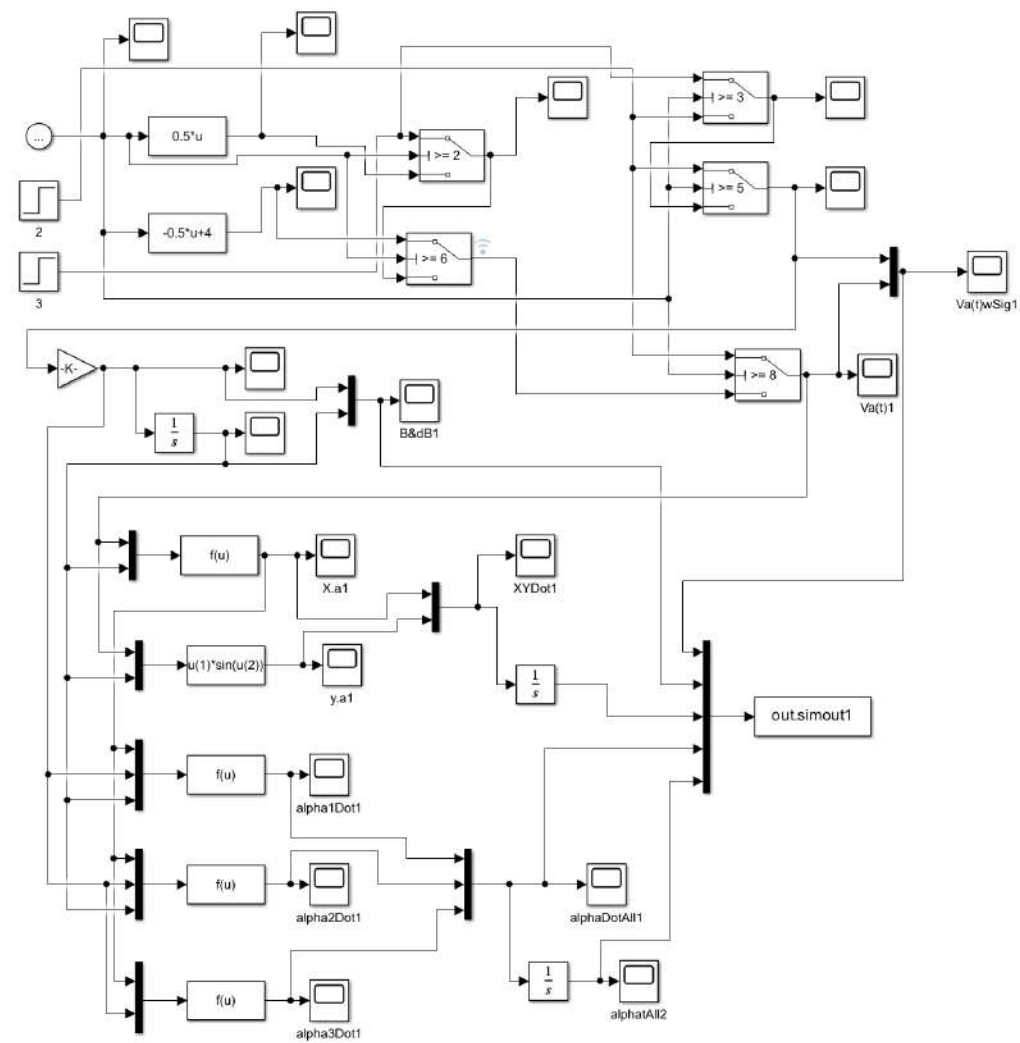 ...
0.5*u
>= 2
>= 3
2
-0.5*u+4
>= 5
>= 6
3
Va(t)wSig1
-K-
>= 8
Va(t)1
1
s
B&dB1
f(u)
X.a1
XYDot1
u(1)*sin(u(2))
y.a1
1
s
out.simout1
f(u)
alpha1Dot1
f(u)
alpha2Dot1
alphaDotAll1
f(u)
alpha3Dot1
1
s
alphatAll2